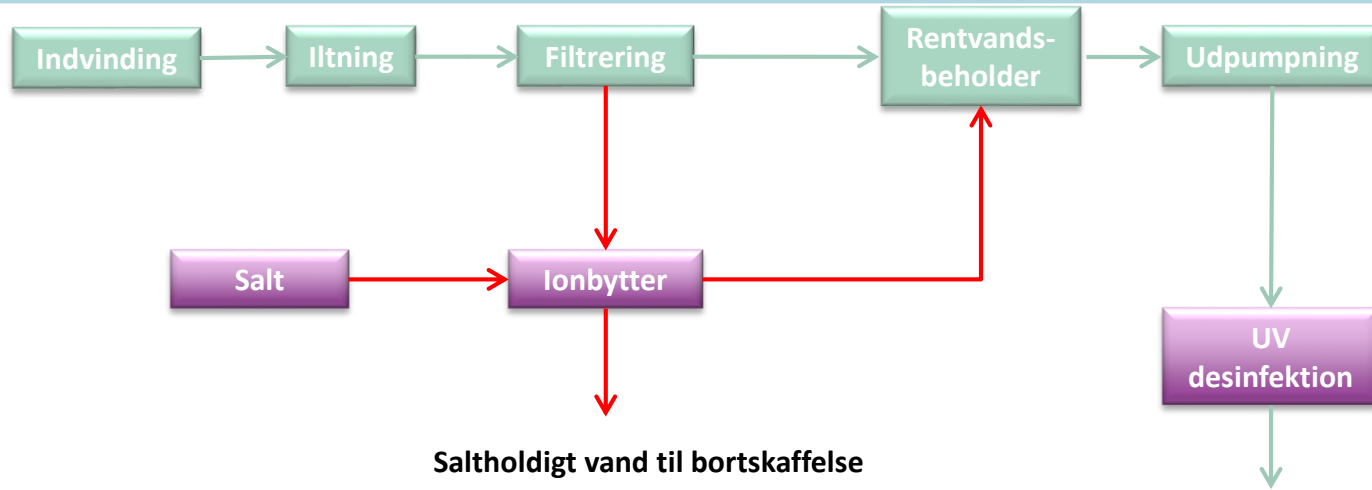 Indvinding
Iltning
Filtrering
Rentvands-
beholder
Udpumpning
Salt
Ionbytter
UV
desinfektion
Saltholdigt vand til bortskaffelse